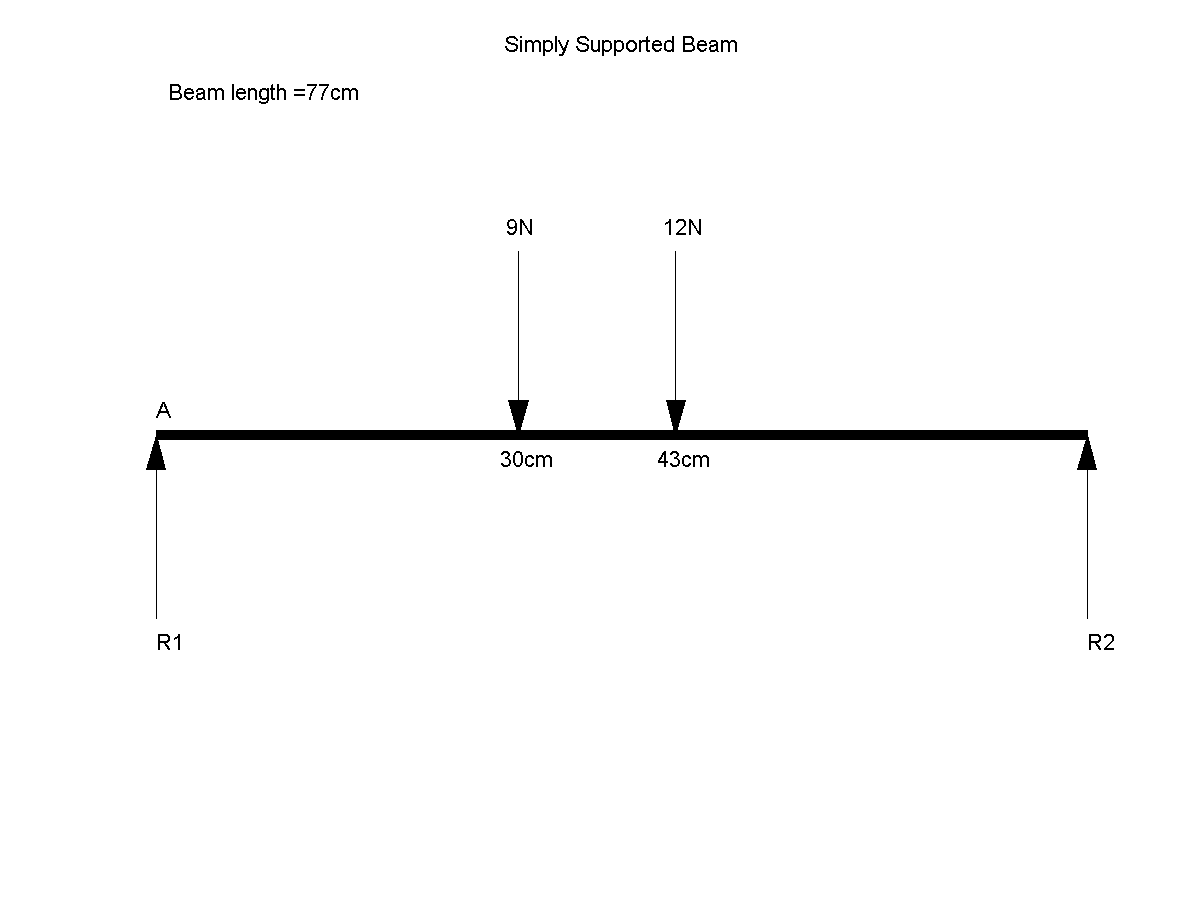 Simply Supported Beam
Beam length =77cm
9N
12N
A
30cm
43cm
R1
R2